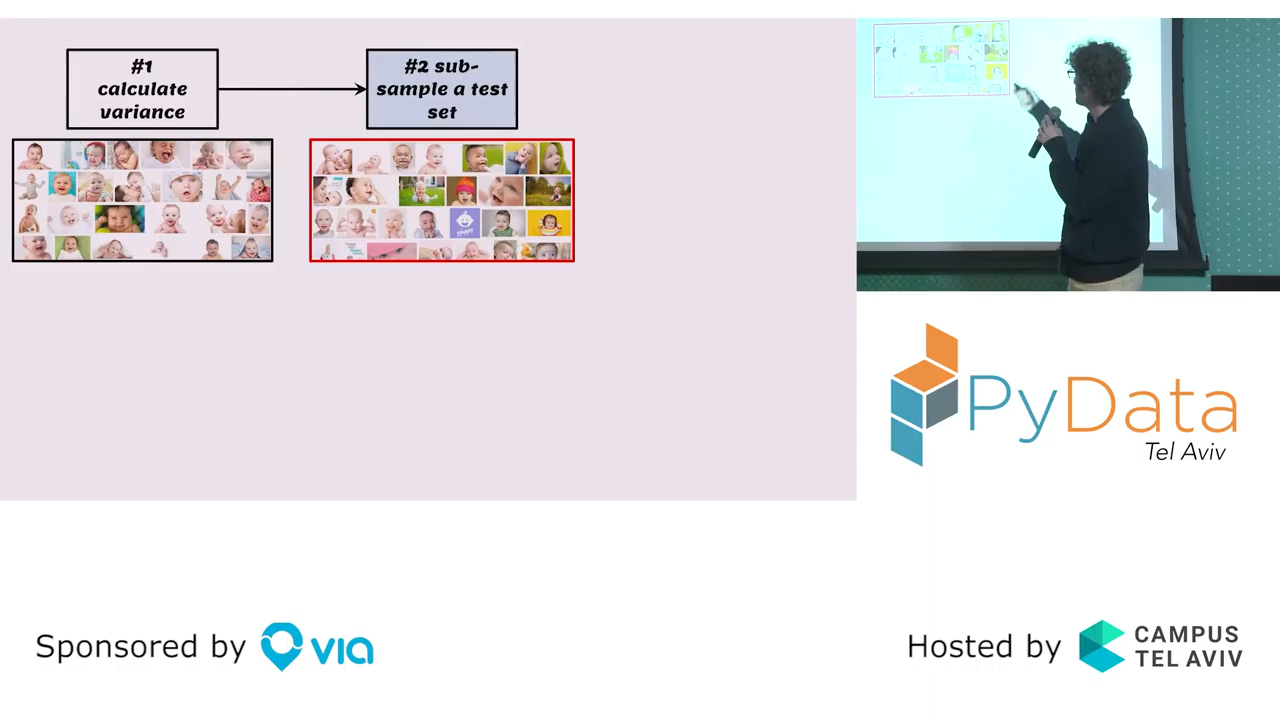 #1
calculate
variance
#2 sub-
sample a test
set
Happy
PyData
Tel Aviv
Sponsored by via
Hosted by CAMPUS
TEL AVIV